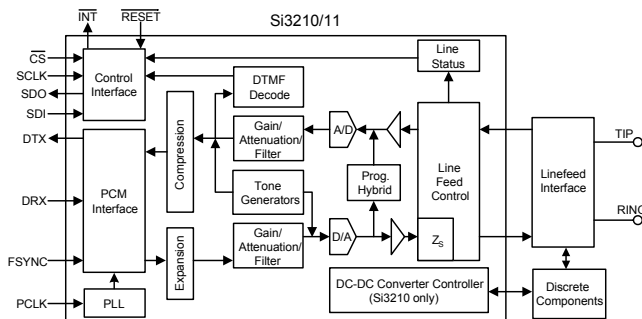 INT
RESET
Si3210/11
CS
SCLK
SDO
SDI
DTX
DRX
FSYNC
PCLK
Control
Interface
PCM
Interface
PLL
Compression
Expansion
DTMF
Decode
Gain/
Attenuation/
Filter
Tone
Generators
Gain/
Attenuation/
Filter
A/D
D/A
Prog.
Hybrid
Line
Status
Line
Feed
Control
ZS
DC-DC Converter Controller
(Si3210 only)
Linefeed
Interface
Discrete
Components
TIP
RING